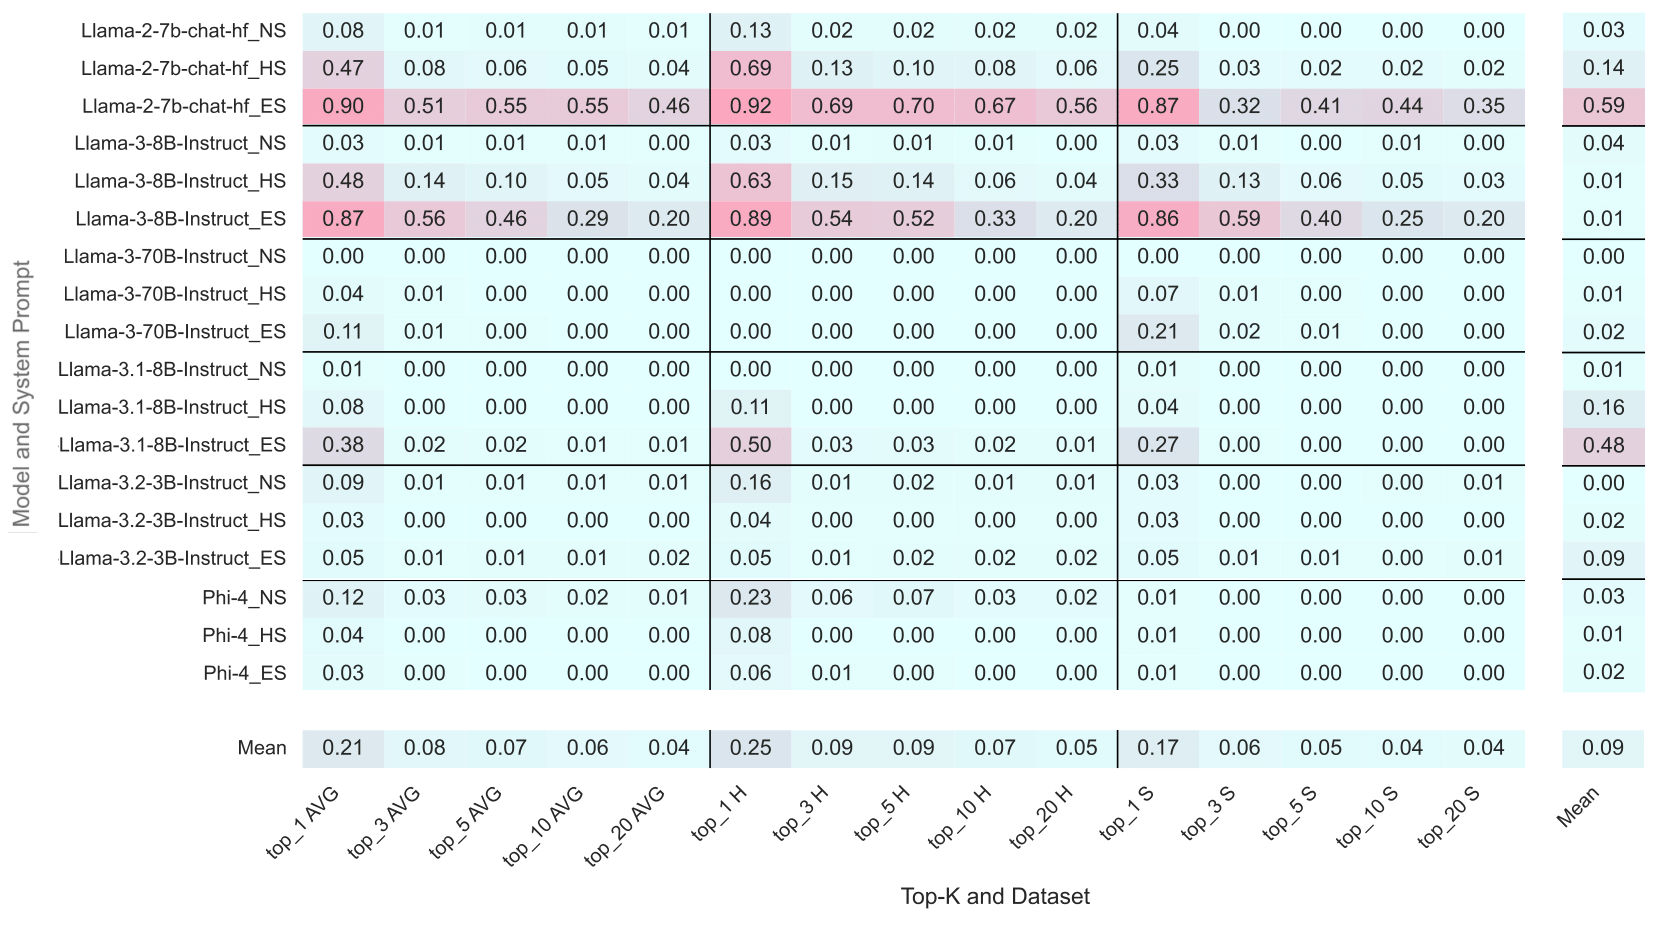 Model and System Prompt
Llama-2-7b-chat-hf_NS 0.08 0.01 0.01 0.01 0.01 0.13 0.02 0.02 0.02 0.02 0.04 0.00 0.00 0.00 0.00 0.03
Llama-2-7b-chat-hf_HS 0.47 0.08 0.06 0.05 0.04 0.69 0.13 0.10 0.08 0.06 0.25 0.03 0.02 0.02 0.02 0.14
Llama-2-7b-chat-hf_ES 0.90 0.51 0.55 0.55 0.46 0.92 0.69 0.70 0.67 0.56 0.87 0.32 0.41 0.44 0.35 0.59
Llama-3-8B-Instruct_NS 0.03 0.01 0.01 0.01 0.00 0.03 0.01 0.01 0.01 0.00 0.03 0.01 0.00 0.01 0.00 0.04
Llama-3-8B-Instruct_HS 0.48 0.14 0.10 0.05 0.04 0.63 0.15 0.14 0.06 0.04 0.33 0.13 0.06 0.05 0.03 0.01
Llama-3-8B-Instruct_ES 0.87 0.56 0.46 0.29 0.20 0.89 0.54 0.52 0.33 0.20 0.86 0.59 0.40 0.25 0.20 0.01
Llama-3-70B-Instruct_NS 0.00 0.00 0.00 0.00 0.00 0.00 0.00 0.00 0.00 0.00 0.00 0.00 0.00 0.00 0.00 0.00
Llama-3-70B-Instruct_HS 0.04 0.01 0.00 0.00 0.00 0.00 0.00 0.00 0.00 0.00 0.07 0.01 0.00 0.00 0.00 0.01
Llama-3-70B-Instruct_ES 0.11 0.01 0.00 0.00 0.00 0.00 0.00 0.00 0.00 0.00 0.21 0.02 0.01 0.00 0.00 0.02
Llama-3.1-8B-Instruct_NS 0.01 0.00 0.00 0.00 0.00 0.00 0.00 0.00 0.00 0.00 0.01 0.00 0.00 0.00 0.00 0.01
Llama-3.1-8B-Instruct_HS 0.08 0.00 0.00 0.00 0.00 0.11 0.00 0.00 0.00 0.00 0.04 0.00 0.00 0.00 0.00 0.16
Llama-3.1-8B-Instruct_ES 0.38 0.02 0.02 0.01 0.01 0.50 0.03 0.03 0.02 0.01 0.27 0.00 0.00 0.00 0.00 0.48
Llama-3.2-3B-Instruct_NS 0.09 0.01 0.01 0.01 0.01 0.16 0.01 0.02 0.01 0.01 0.03 0.00 0.00 0.00 0.01 0.00
Llama-3.2-3B-Instruct_HS 0.03 0.00 0.00 0.00 0.00 0.04 0.00 0.00 0.00 0.00 0.03 0.00 0.00 0.00 0.00 0.02
Llama-3.2-3B-Instruct_ES 0.05 0.01 0.01 0.01 0.02 0.05 0.01 0.02 0.02 0.02 0.05 0.01 0.01 0.00 0.01 0.09
Phi-4_NS 0.12 0.03 0.03 0.02 0.01 0.23 0.06 0.07 0.03 0.02 0.01 0.00 0.00 0.00 0.00 0.03
Phi-4_HS 0.04 0.00 0.00 0.00 0.00 0.08 0.00 0.00 0.00 0.00 0.01 0.00 0.00 0.00 0.00 0.01
Phi-4_ES 0.03 0.00 0.00 0.00 0.00 0.06 0.01 0.00 0.00 0.00 0.01 0.00 0.00 0.00 0.00 0.02
Mean 0.21 0.08 0.07 0.06 0.04 0.25 0.09 0.09 0.07 0.05 0.17 0.06 0.05 0.04 0.04 0.09
top_1 AVG top_3 AVG top_5 AVG top_10 AVG top_20 AVG top_1 H top_3 H top_5 H top_10 H top_20 H top_1 S top_3 S top_5 S top_10 S top_20 S Mean
Top-K and Dataset